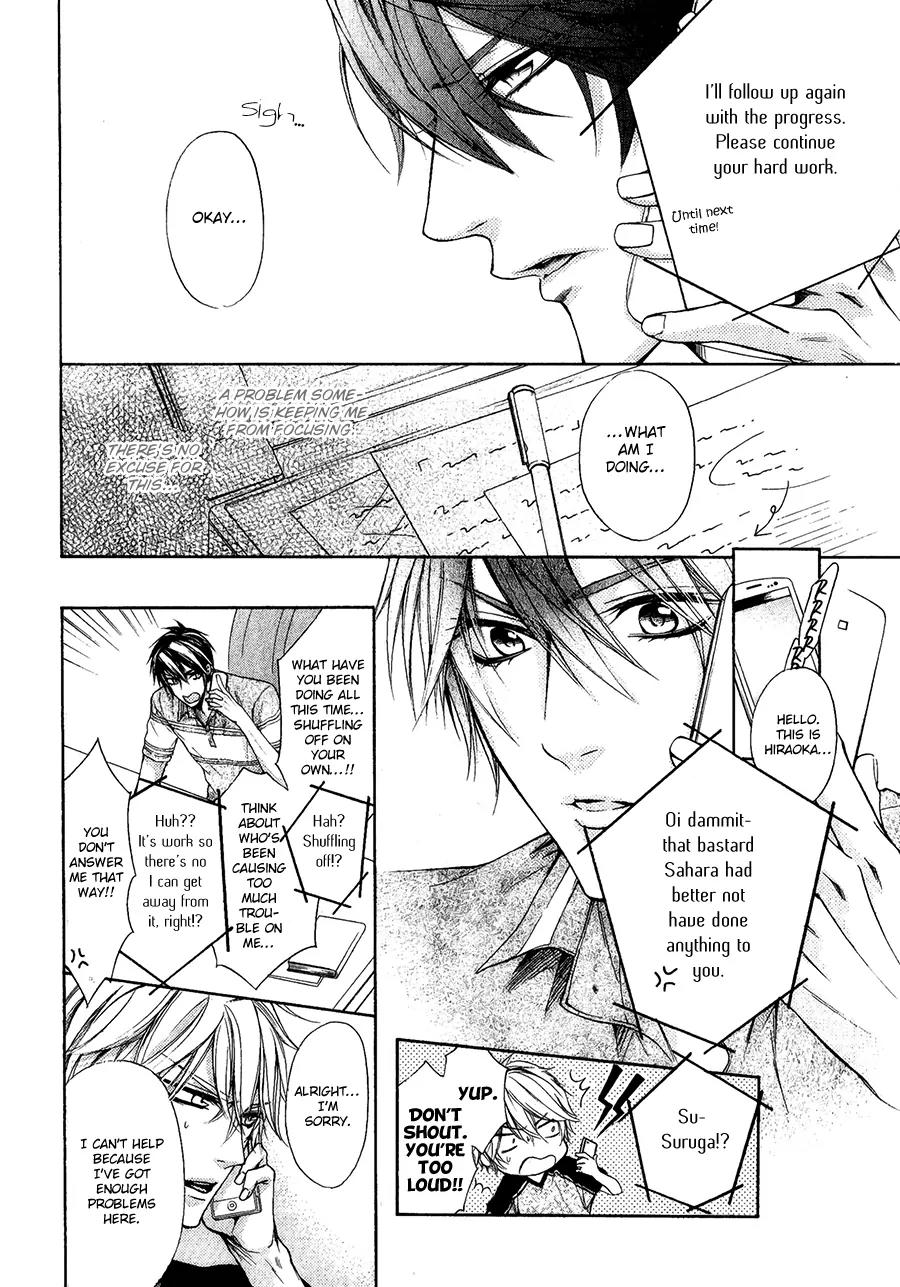 I'll follow up again
with the progress.
Please continue
your hard work.
Until next
time!
Sigh...
OKAY...
...WHAT
AM I
DOING...
A PROBLEM SOME-
HOW IS KEEPING ME
FROM FOCUSING.
THERE'S NO
EXCUSE FOR
THIS...
HELLO.
THIS IS
HIRAOKA...
Oi dammit-
that bastard
Sahara had
better not
have done
anything to
you.
Su-
Suruga!?
YUP.
DON'T
SHOUT.
YOU'RE
TOO
LOUD!!
WHAT HAVE
YOU BEEN
DOING ALL
THIS TIME...
SHUFFLING
OFF ON
YOUR
OWN...!!
Hah?
Shuffling
off!?
THINK
ABOUT
WHO'S
BEEN
CAUSING
TOO
MUCH
TROU-
BLE ON
ME...
Huh??
It's work so
there's no
I can get
away from
it, right!?
YOU
DON'T
ANSWER
ME THAT
WAY!!
ALRIGHT...
I'M
SORRY.
I CAN'T HELP
BECAUSE
I'VE GOT
ENOUGH
PROBLEMS
HERE.